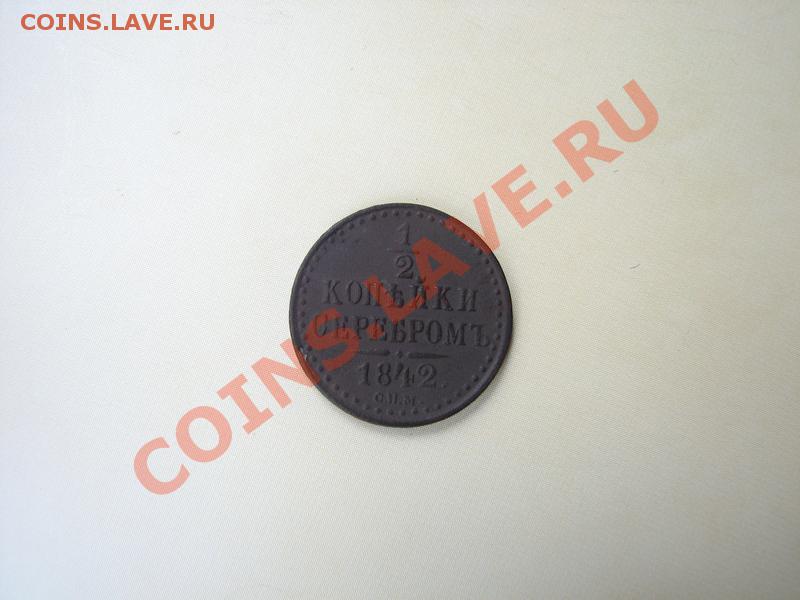 COINS.LAVE.RU
COINS.LAVE.RU
1
2
КОПѢЙКИ
СЕРЕБРОМЪ
1842.
С.П.М.